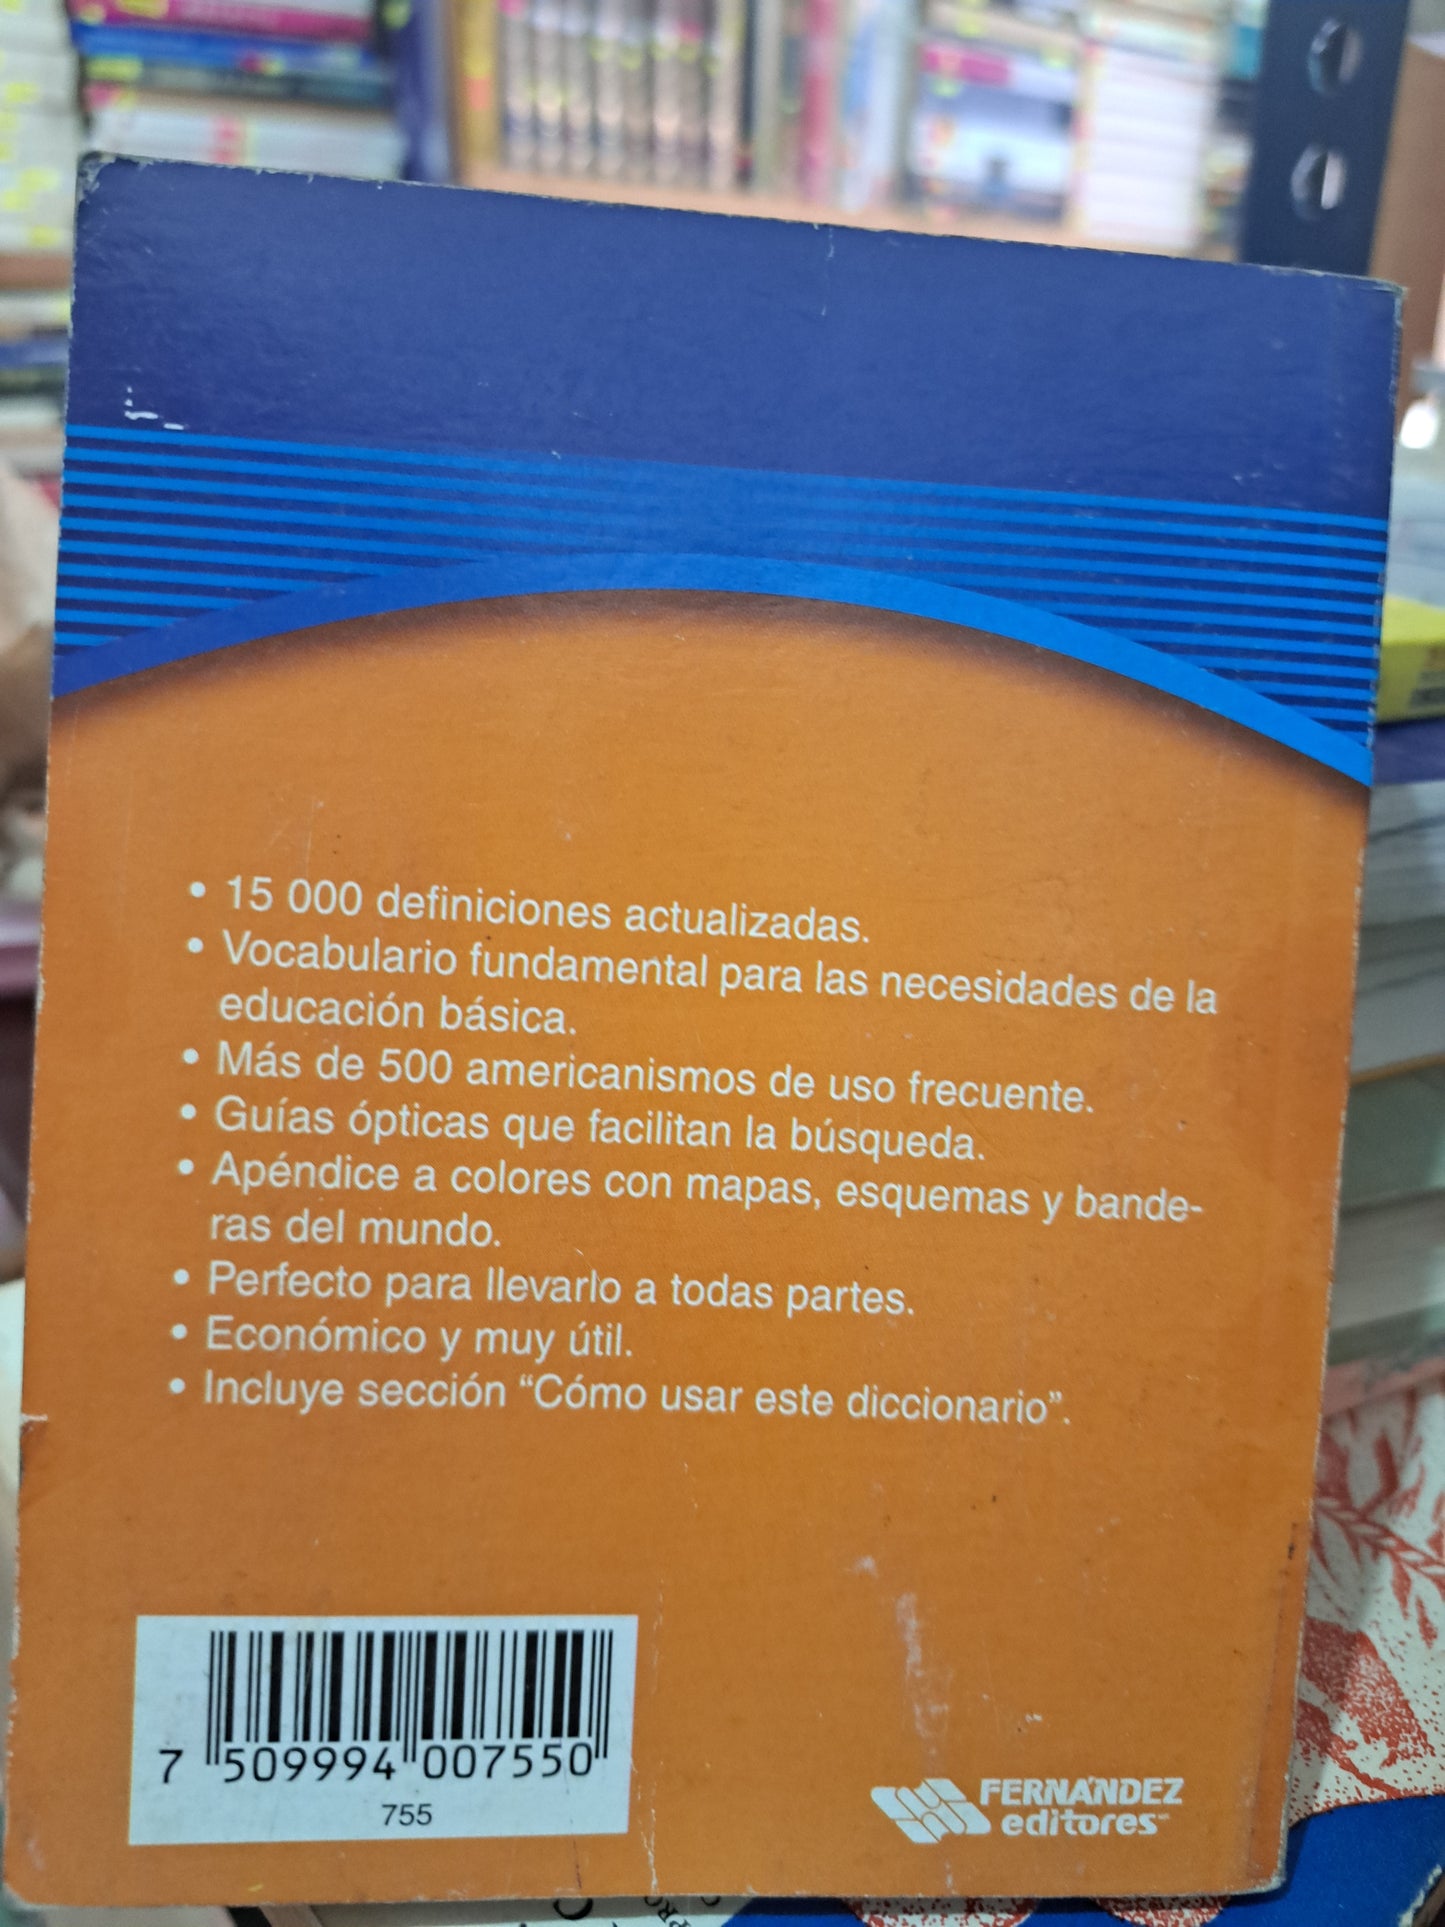 • 15 000 definiciones actualizadas.
• Vocabulario fundamental para las necesidades de la
educación básica.
• Más de 500 americanismos de uso frecuente.
• Guías ópticas que facilitan la búsqueda.
• Apéndice a colores con mapas, esquemas y bande-
ras del mundo.
• Perfecto para llevarlo a todas partes.
• Económico y muy útil.
• Incluye sección “Cómo usar este diccionario”.
7 509994 007550
755
FERNÁNDEZ
editores